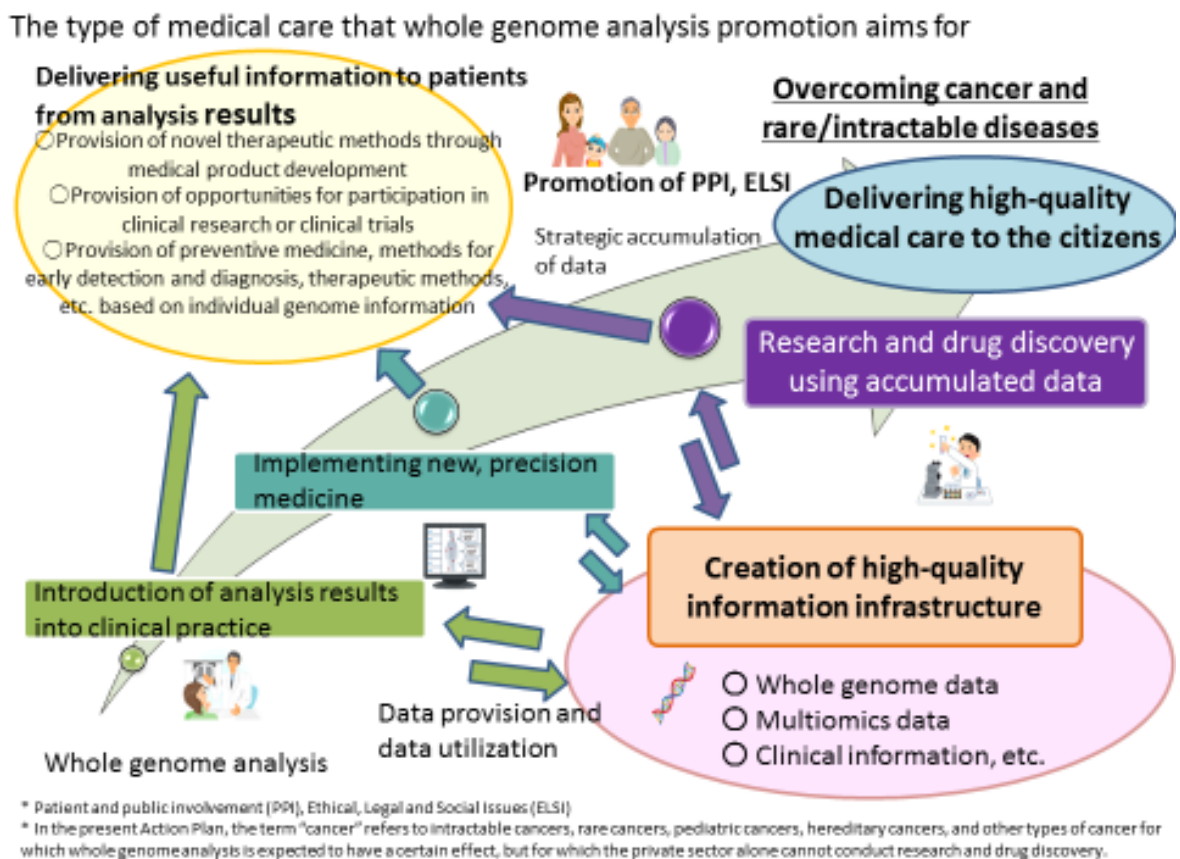 The type of medical care that whole genome analysis promotion aims for
Delivering useful information to patients
from analysis results
○Provision of novel therapeutic methods through
medical product development
○Provision of opportunities for participation in
clinical research or clinical trials
○Provision of preventive medicine, methods for
early detection and diagnosis, therapeutic methods,
etc. based on individual genome information
Promotion of PPI, ELSI
Strategic accumulation
of data
Overcoming cancer and
rare/intractable diseases
Delivering high-quality
medical care to the citizens
Research and drug discovery
using accumulated data
Implementing new, precision
medicine
Introduction of analysis results
into clinical practice
Whole genome analysis
Data provision and
data utilization
Creation of high-quality
information infrastructure
○ Whole genome data
○ Multiomics data
○ Clinical information, etc.
* Patient and public involvement (PPI), Ethical, Legal and Social Issues (ELSI)
* In the present Action Plan, the term "cancer" refers to intractable cancers, rare cancers, pediatric cancers, hereditary cancers, and other types of cancer for
which whole genome analysis is expected to have a certain effect, but for which the private sector alone cannot conduct research and drug discovery.